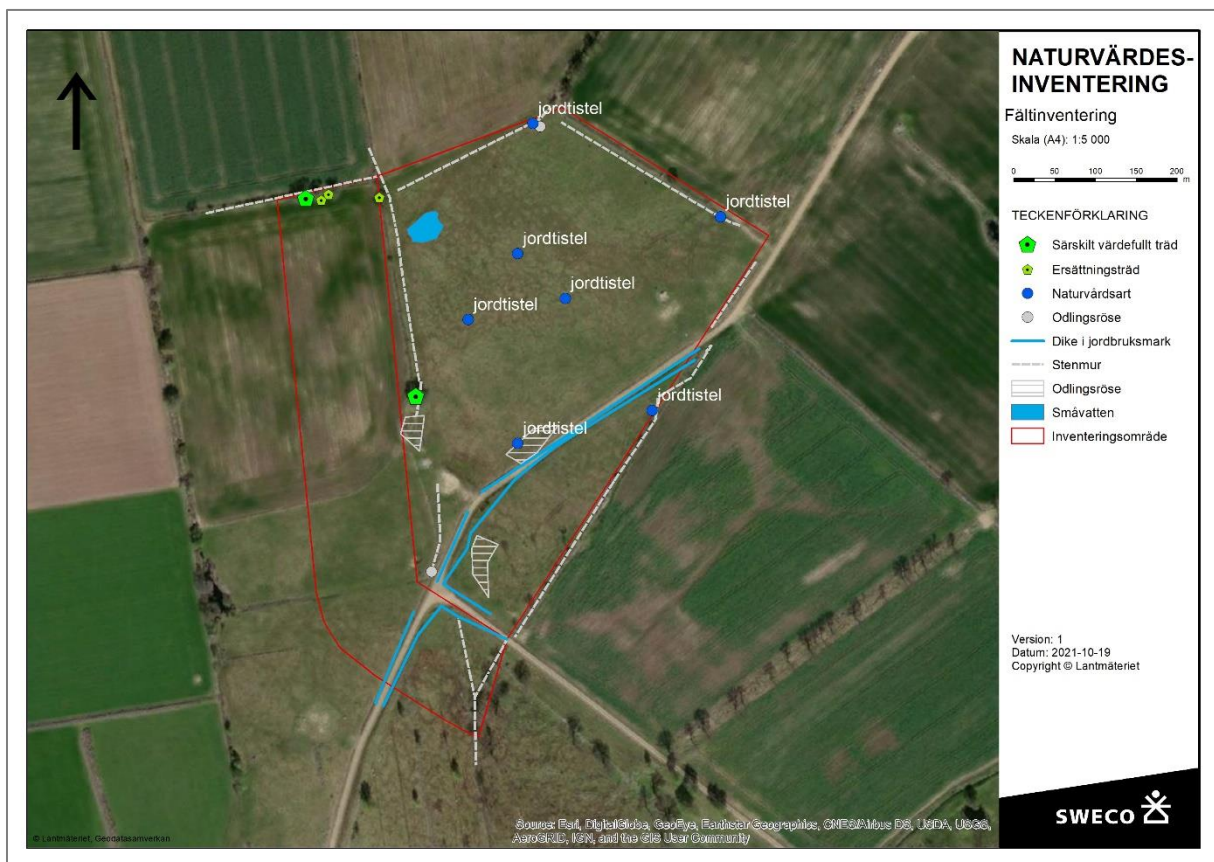 jordtistel
jordtistel
jordtistel
jordtistel
jordtistel
jordtistel
jordtistel
© Lantmäteriet, Geodatasamverkan
Source: Esri, DigitalGlobe, GeoEye, Earthstar Geographics, CNES/Airbus DS, USDA, USGS,
AeroGRID, IGN, and the GIS User Community
NATURVÄRDES-
INVENTERING
Fältinventering
Skala (A4): 1:5 000
0 50 100 150 200
m
TECKENFÖRKLARING
Särskilt värdefullt träd
Ersättningsträd
Naturvårdsart
Odlingsröse
Dike i jordbruksmark
Stenmur
Odlingsröse
Småvatten
Inventeringsområde
Version: 1
Datum: 2021-10-19
Copyright © Lantmäteriet
SWECO